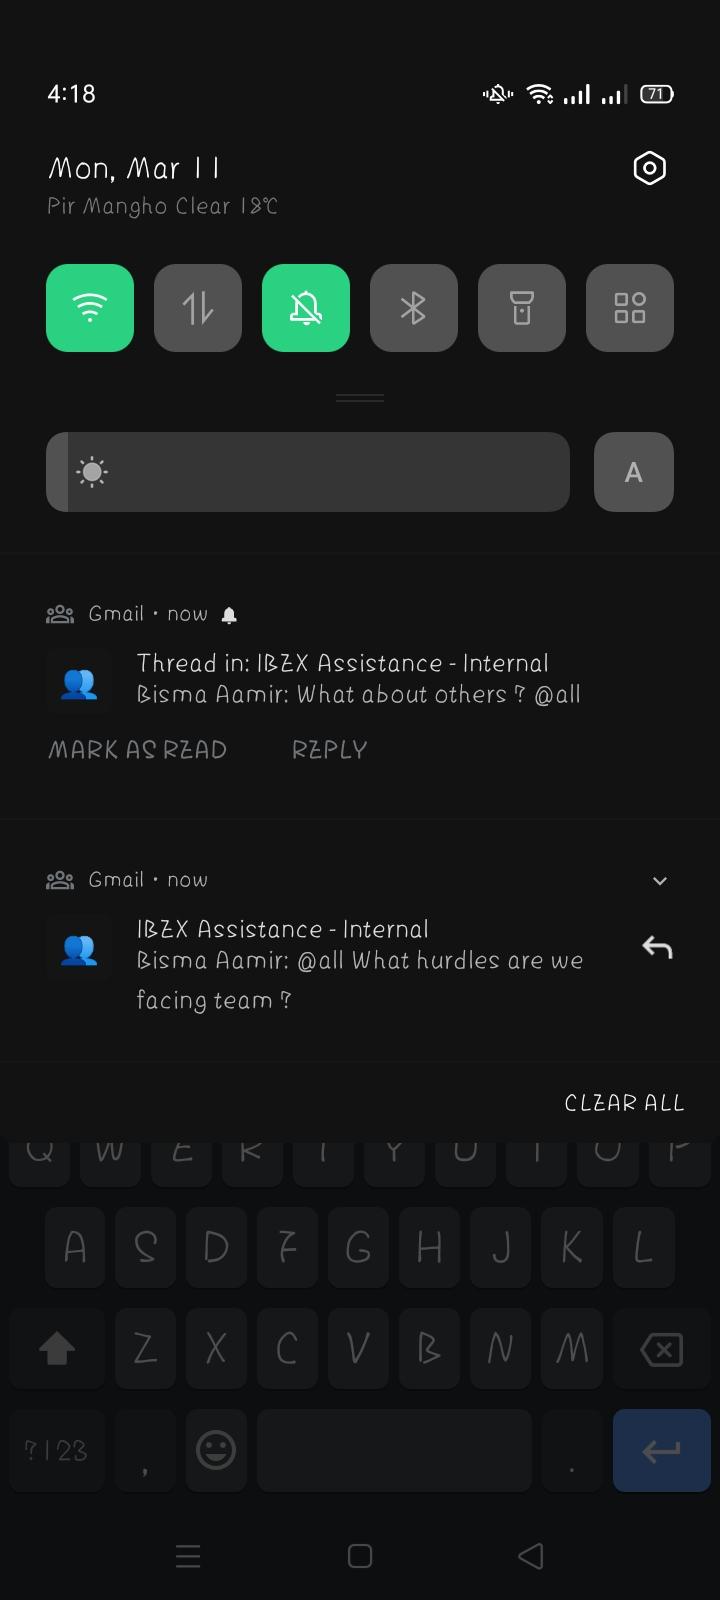 4:18
71
Mon, Mar 11
Pir Mangho Clear 18°C
A
Gmail • now
Thread in: IBEX Assistance - Internal
Bisma Aamir: What about others ? @all
MARK AS READ REPLY
Gmail • now
IBEX Assistance - Internal
Bisma Aamir: @all What hurdles are we
facing team ?
CLEAR ALL
Q W E R T Y U I O P
A S D F G H J K L
Z X C V B N M
?123 , .